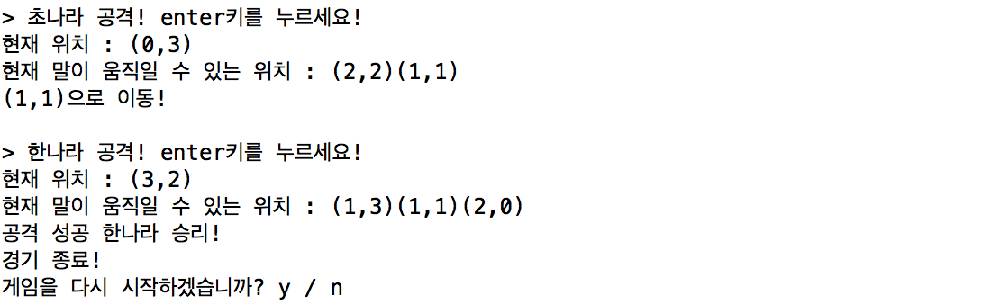 > 초나라 공격! enter키를 누르세요!
현재 위치 : (0,3)
현재 말이 움직일 수 있는 위치 : (2,2)(1,1)
(1,1)으로 이동!
> 한나라 공격! enter키를 누르세요!
현재 위치 : (3,2)
현재 말이 움직일 수 있는 위치 : (1,3)(1,1)(2,0)
공격 성공 한나라 승리!
경기 종료!
게임을 다시 시작하겠습니까? y / n